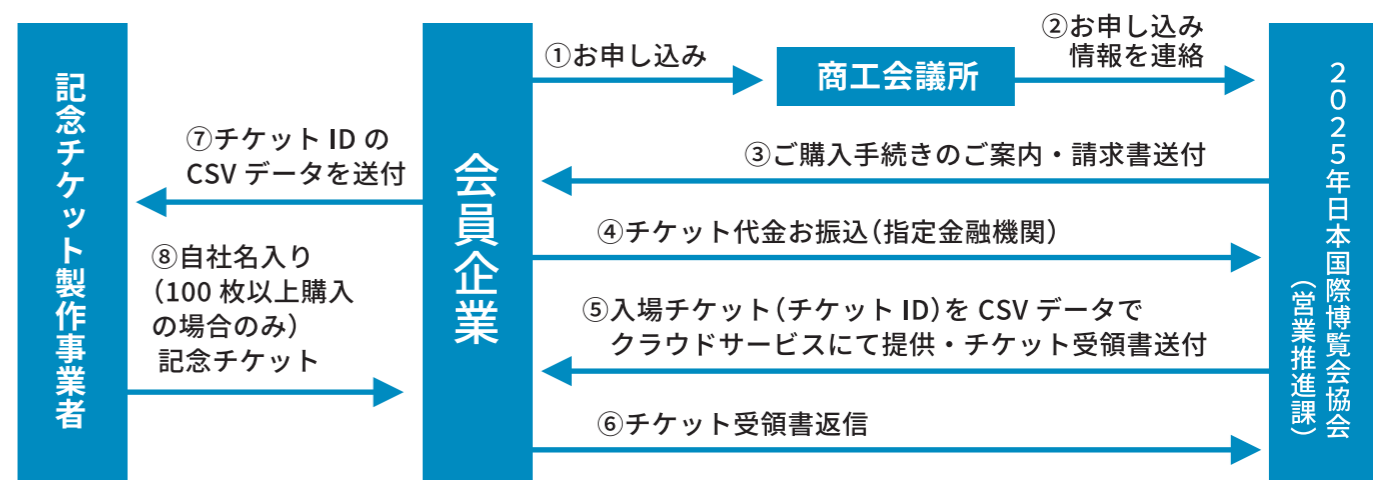 記念チケット製作事業者
会員企業
商工会議所
2025年日本国際博覧会協会
（営業推進課）
①お申し込み
②お申し込み
情報を連絡
③ご購入手続きのご案内・請求書送付
④チケット代金お振込（指定金融機関）
⑤入場チケット（チケット ID）を CSV データで
クラウドサービスにて提供・チケット受領書送付
⑥チケット受領書返信
⑦チケット ID の
CSV データを送付
⑧自社名入り
（100 枚以上購入
の場合のみ）
記念チケット